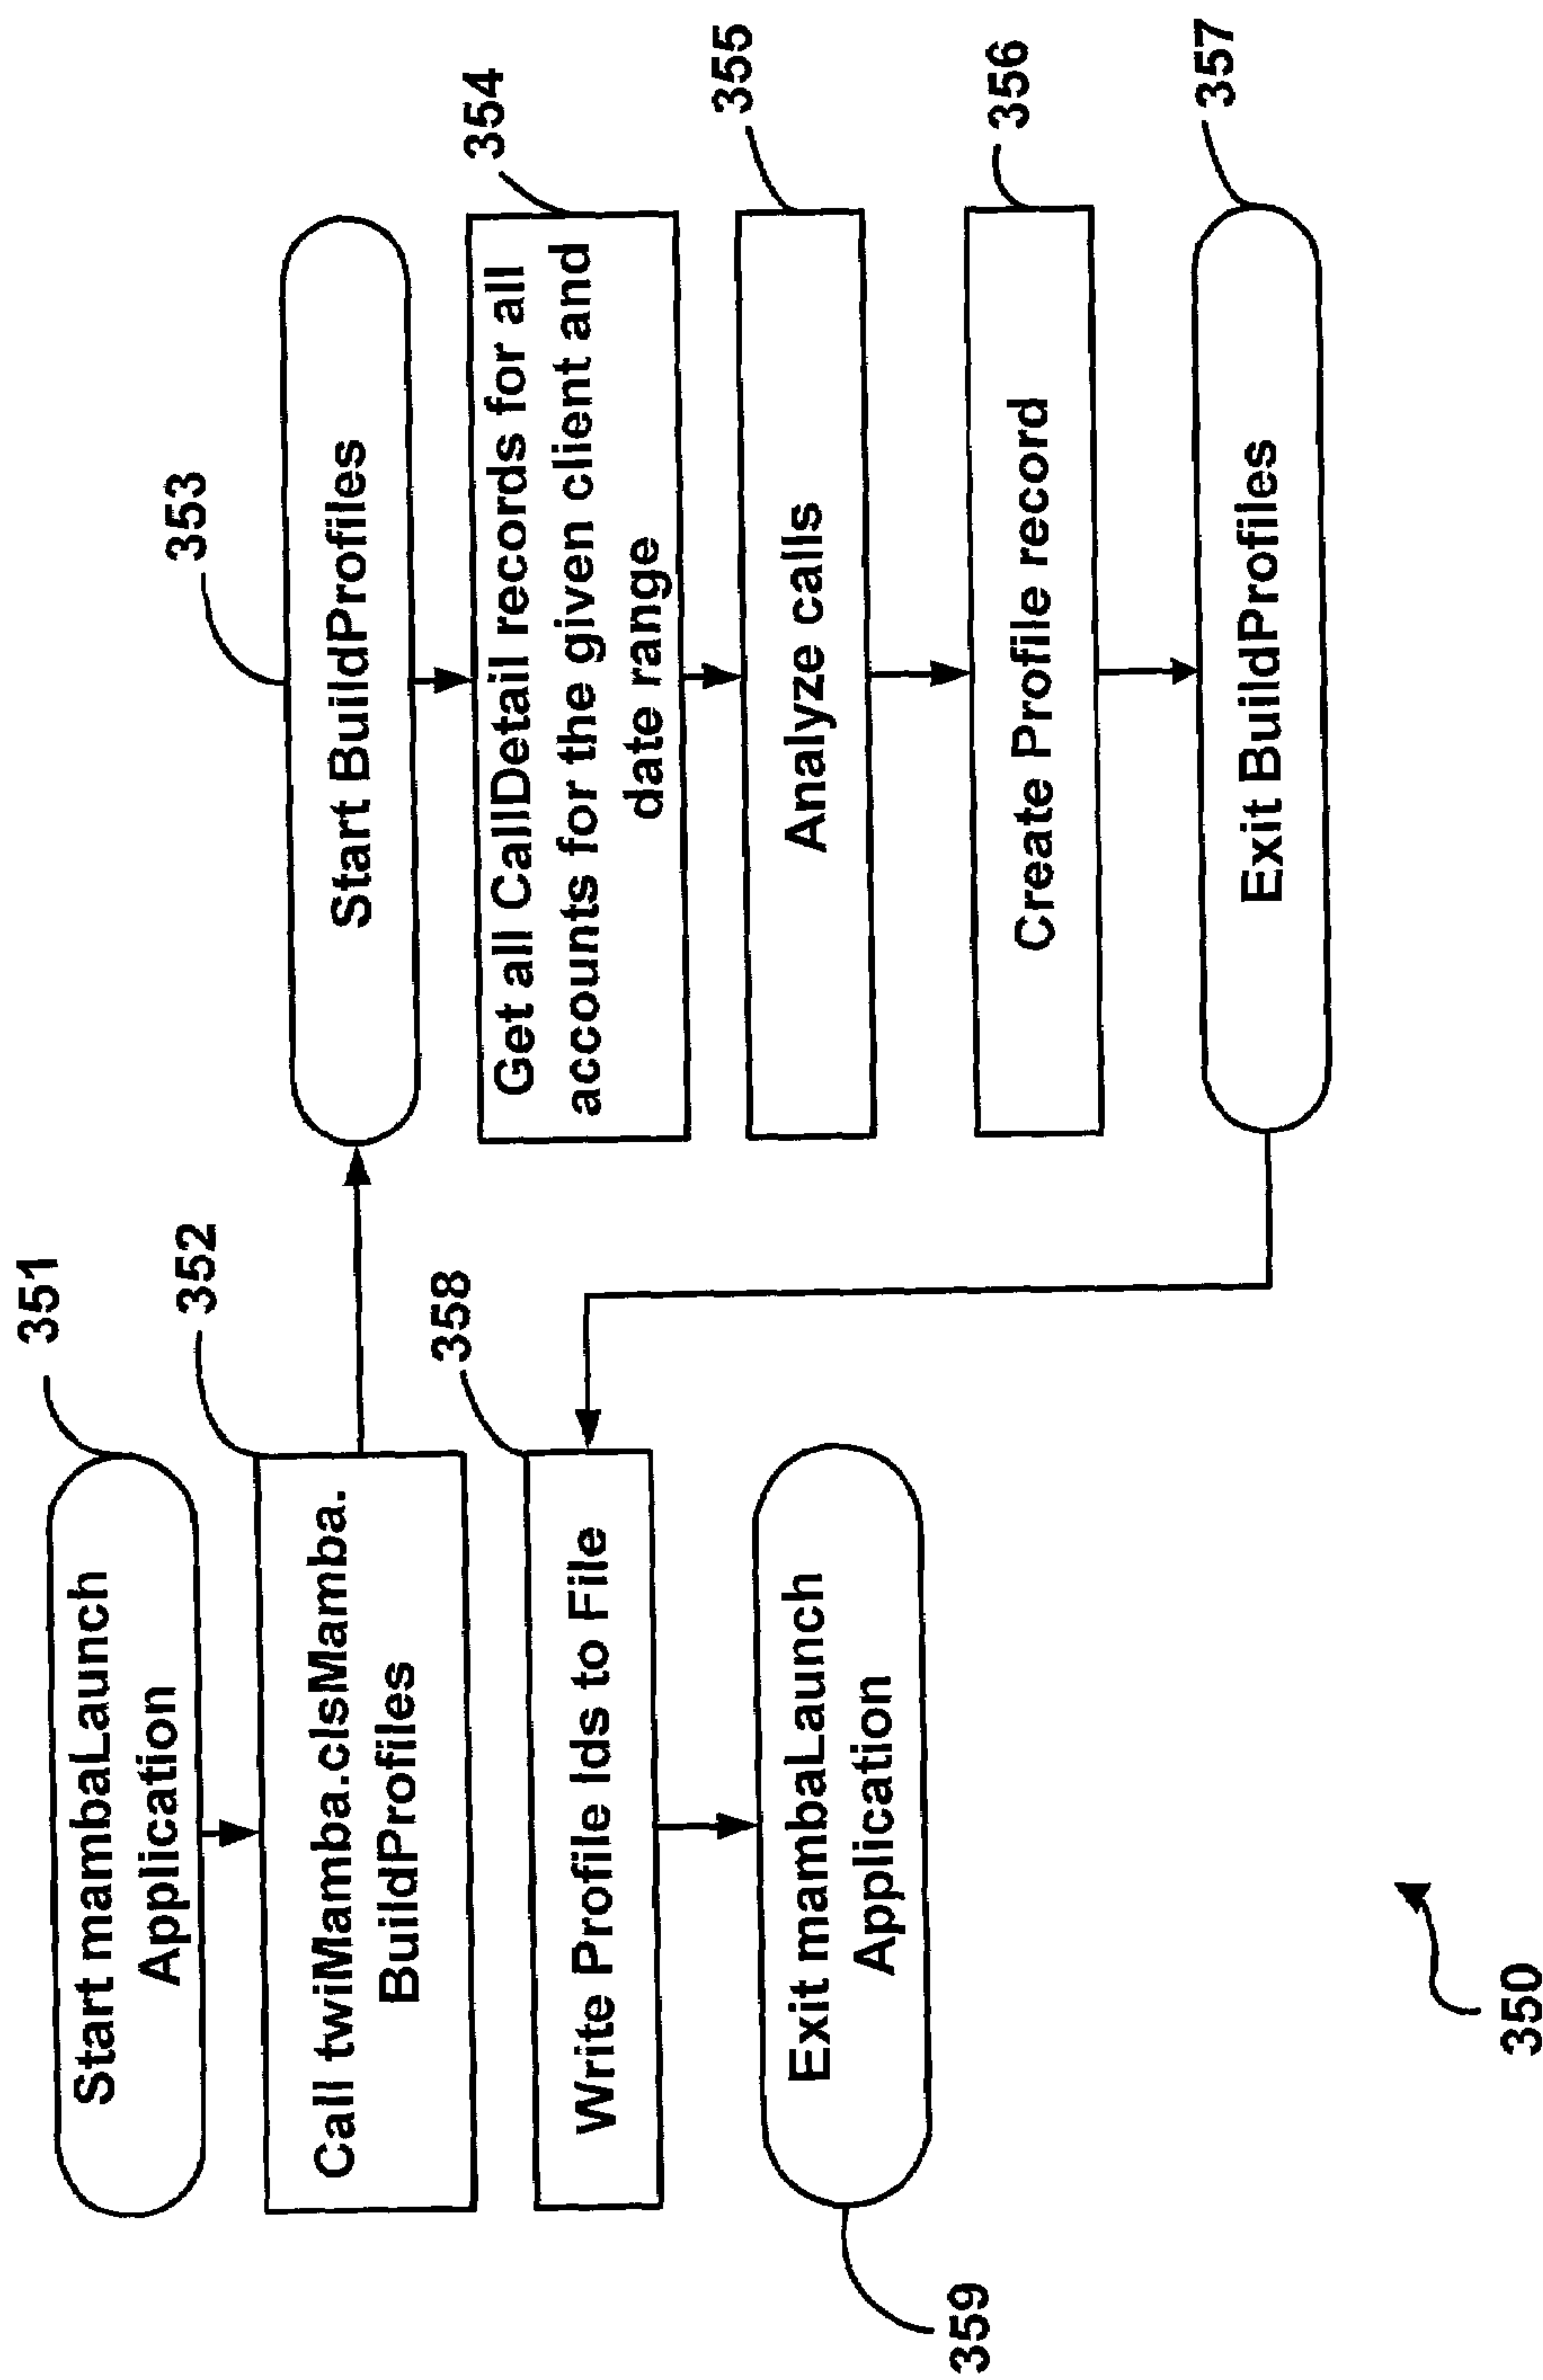 351
Start mambaLaunch
Application
352
Call twiMamba.clsMamba.
BuildProfiles
353
Start BuildProfiles
354
Get all CallDetail records for all
accounts for the given client and
date range
355
Analyze calls
356
Create Profile record
357
Exit BuildProfiles
358
Write Profile Ids to File
Exit mambaLaunch
Application
359
350